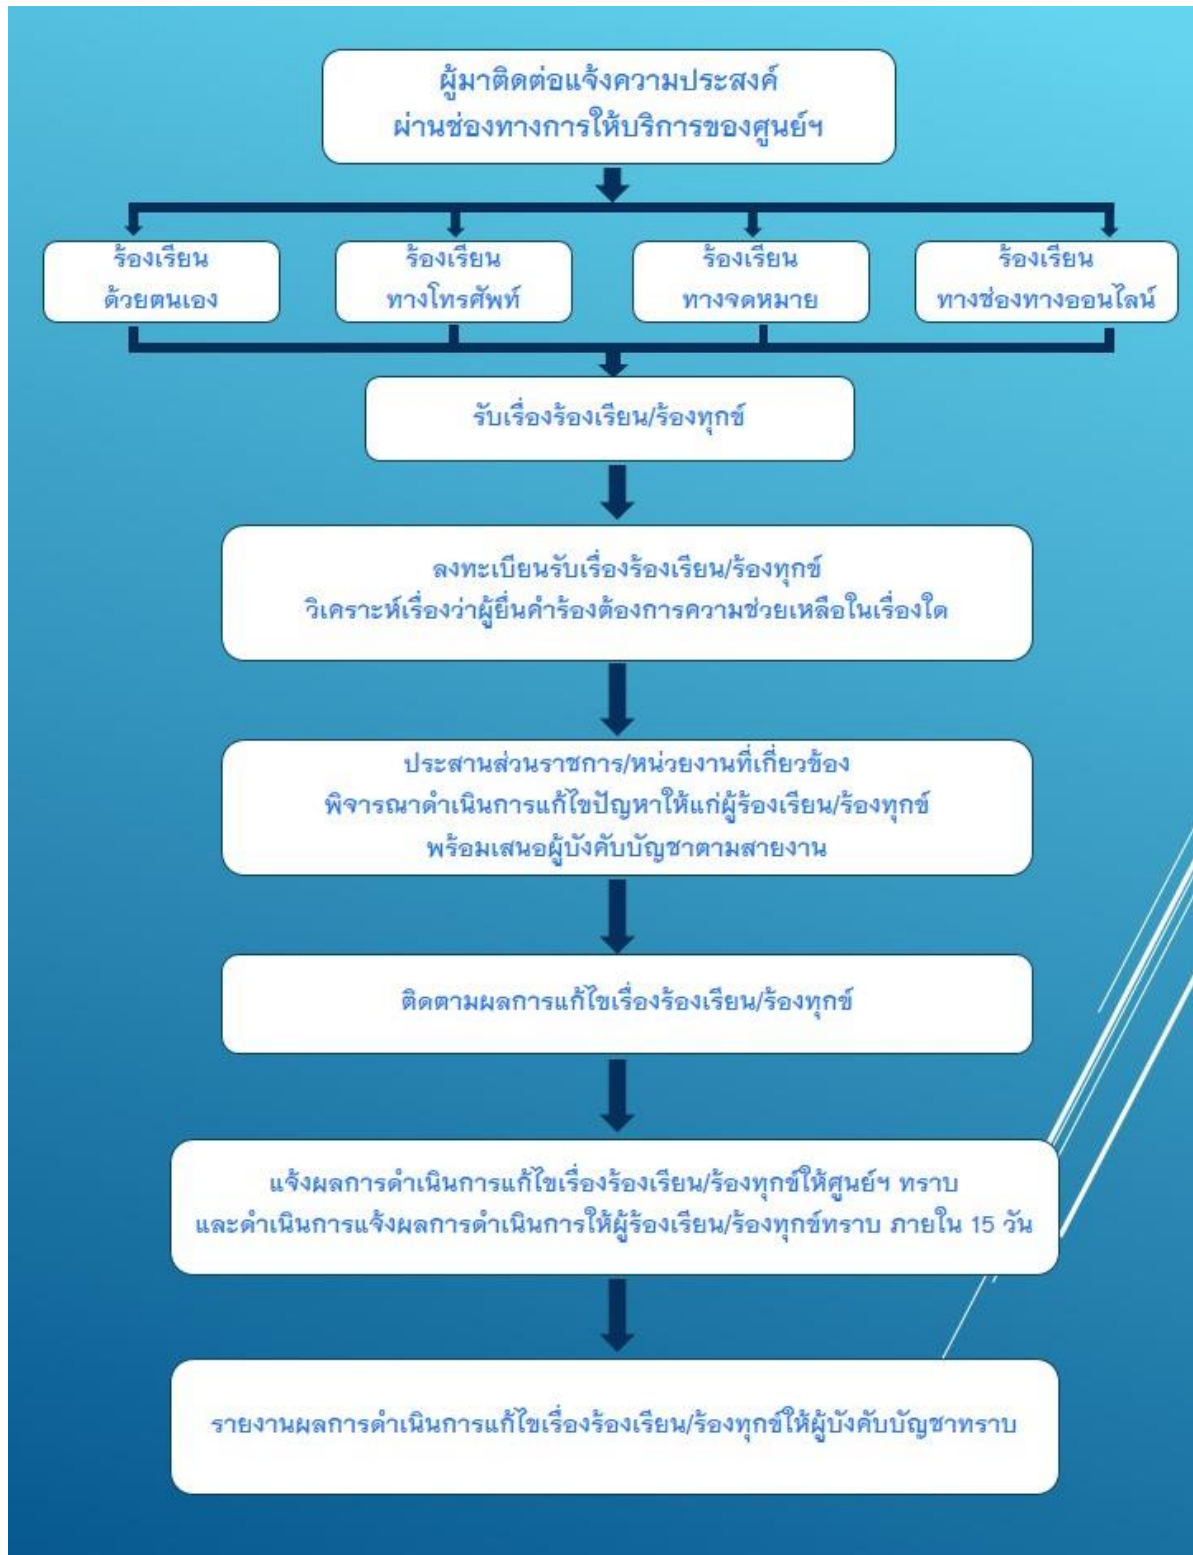 ผู้มาติดต่อแจ้งความประสงค์
ผ่านช่องทางการให้บริการของศูนย์ฯ
ร้องเรียน
ด้วยตนเอง
ร้องเรียน
ทางโทรศัพท์
ร้องเรียน
ทางจดหมาย
ร้องเรียน
ทางช่องทางออนไลน์
รับเรื่องร้องเรียน/ร้องทุกข์
ลงทะเบียนรับเรื่องร้องเรียน/ร้องทุกข์
วิเคราะห์เรื่องว่าผู้ยื่นคำร้องต้องการความช่วยเหลือในเรื่องใด
ประสานส่วนราชการ/หน่วยงานที่เกี่ยวข้อง
พิจารณาดำเนินการแก้ไขปัญหาให้แก่ผู้ร้องเรียน/ร้องทุกข์
พร้อมเสนอผู้บังคับบัญชาตามสายงาน
ติดตามผลการแก้ไขเรื่องร้องเรียน/ร้องทุกข์
แจ้งผลการดำเนินการแก้ไขเรื่องร้องเรียน/ร้องทุกข์ให้ศูนย์ฯ ทราบ
และดำเนินการแจ้งผลการดำเนินการให้ผู้ร้องเรียน/ร้องทุกข์ทราบ ภายใน 15 วัน
รายงานผลการดำเนินการแก้ไขเรื่องร้องเรียน/ร้องทุกข์ให้ผู้บังคับบัญชาทราบ